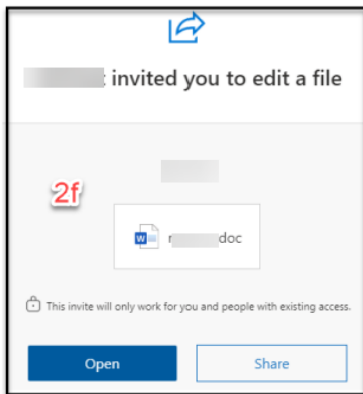 invited you to edit a file
2f
doc
This invite will only work for you and people with existing access.
Open
Share